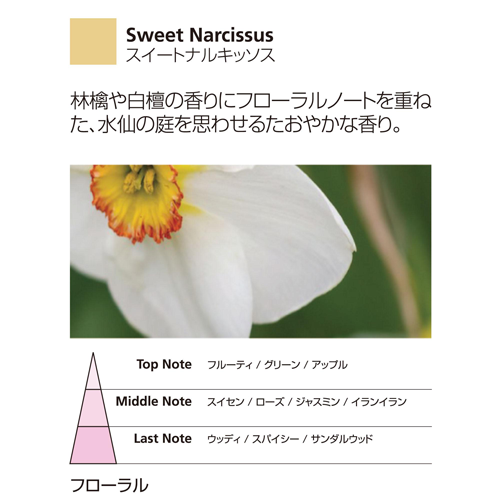 Sweet Narcissus
スイートナルキッソス
林檎や白檀の香りにフローラルノートを重ね
た、水仙の庭を思わせるたおやかな香り。
Top Note フルーティ / グリーン / アップル
Middle Note スイセン / ローズ / ジャスミン / イランイラン
Last Note ウッディ / スパイシー / サンダルウッド
フローラル